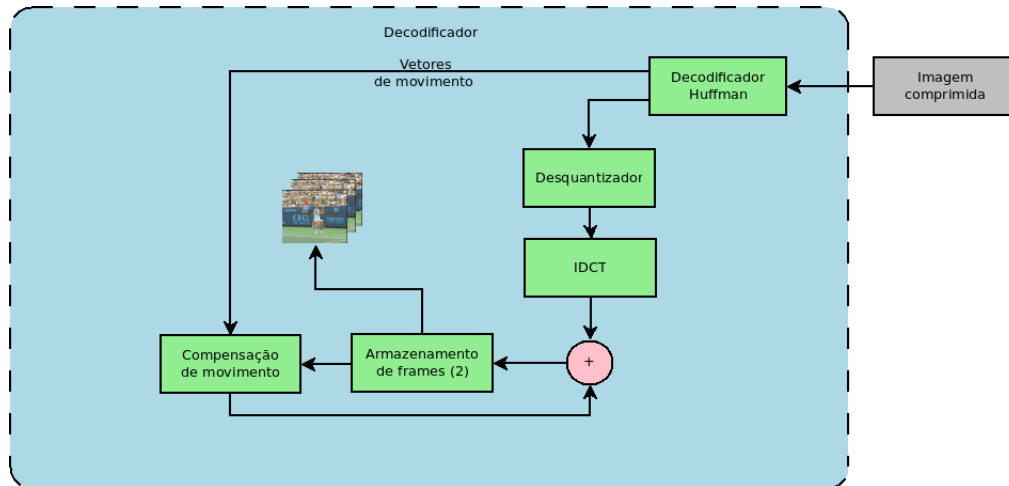 Decodificador
Vetores
de movimento
Decodificador
Huffman
Imagem
comprimida
Desquantizador
IDCT
Compensação
de movimento
Armazenamento
de frames (2)
+